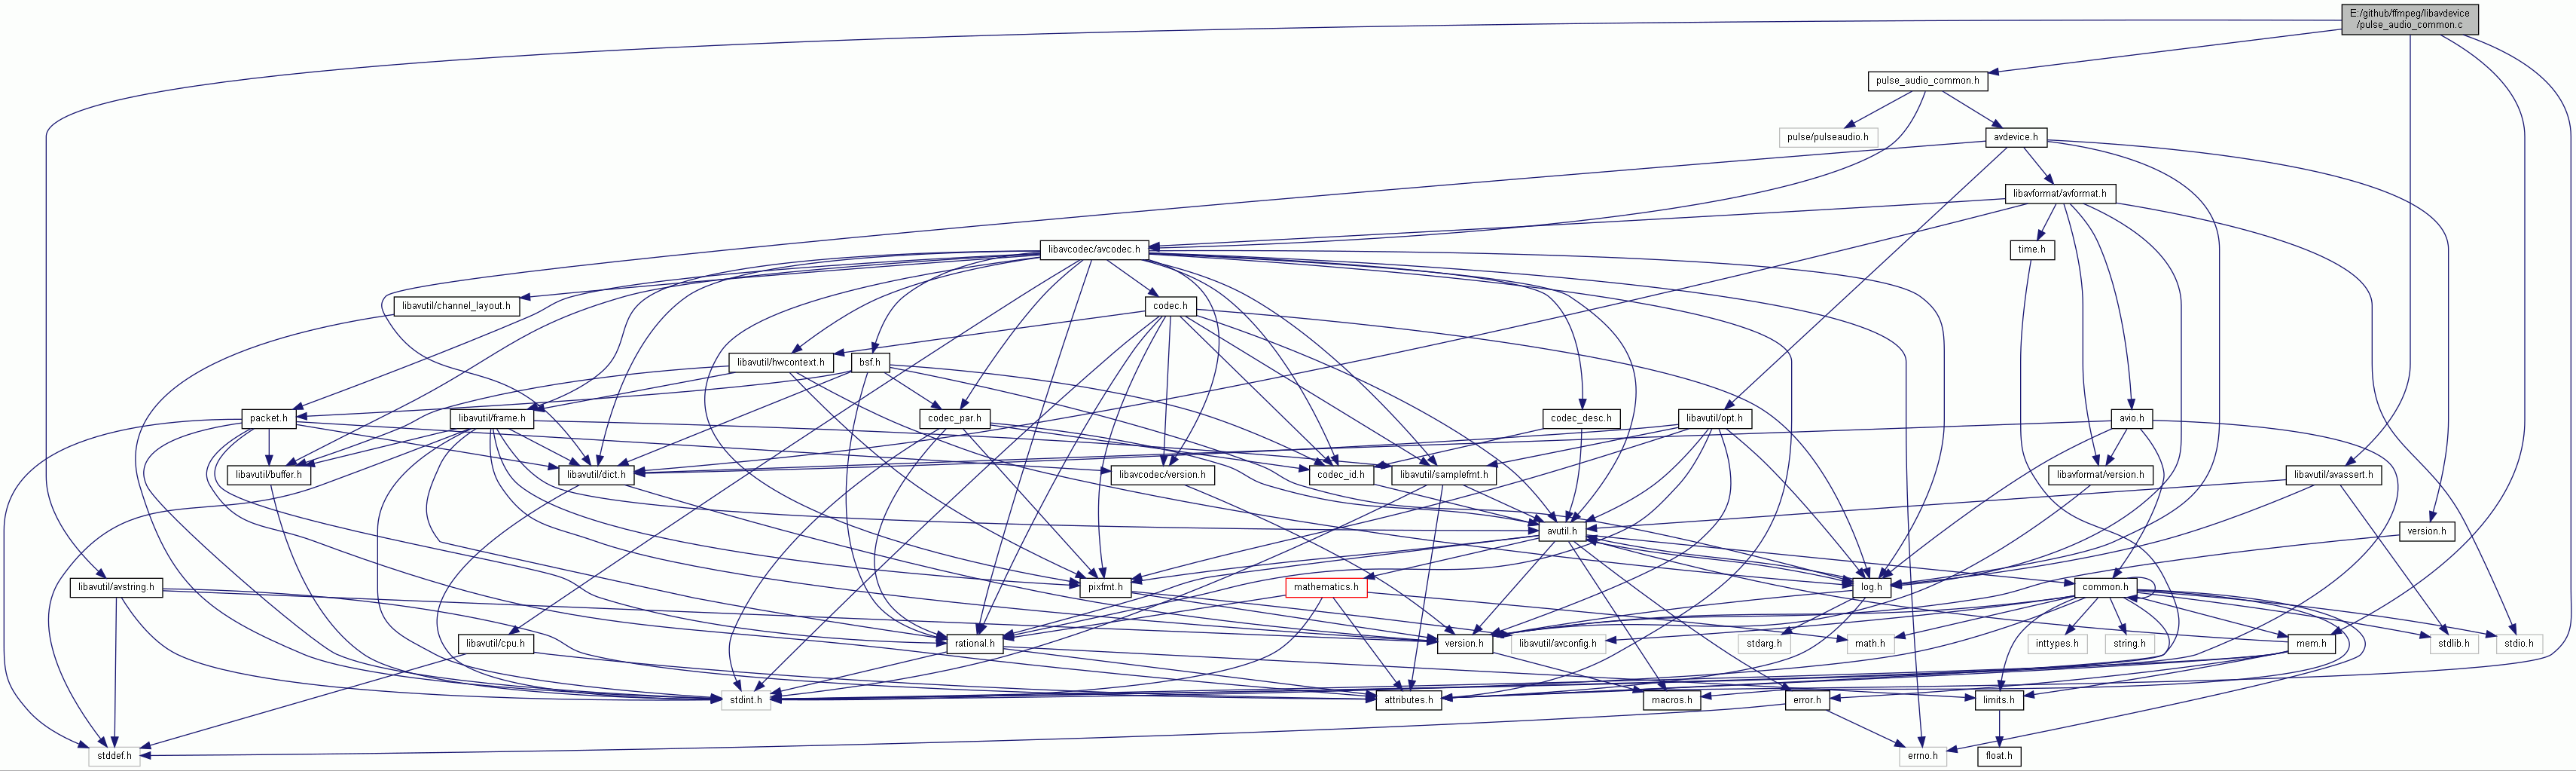 E:/github/ffmpeg/libavdevice
/pulse_audio_common.c
pulse_audio_common.h
pulse/pulseaudio.h
avdevice.h
libavformat/avformat.h
libavcodec/avcodec.h
time.h
libavutil/channel_layout.h
codec.h
libavutil/hwcontext.h
bsf.h
packet.h
libavutil/frame.h
codec_par.h
codec_desc.h
libavutil/opt.h
avio.h
libavutil/buffer.h
libavutil/dict.h
libavcodec/version.h
codec_id.h
libavutil/samplefmt.h
libavformat/version.h
libavutil/avassert.h
avutil.h
version.h
libavutil/avstring.h
pixfmt.h
mathematics.h
log.h
common.h
libavutil/cpu.h
rational.h
version.h
libavutil/avconfig.h
stdarg.h
math.h
inttypes.h
string.h
mem.h
stdlib.h
stdio.h
stdint.h
attributes.h
macros.h
error.h
limits.h
stddef.h
errno.h
float.h